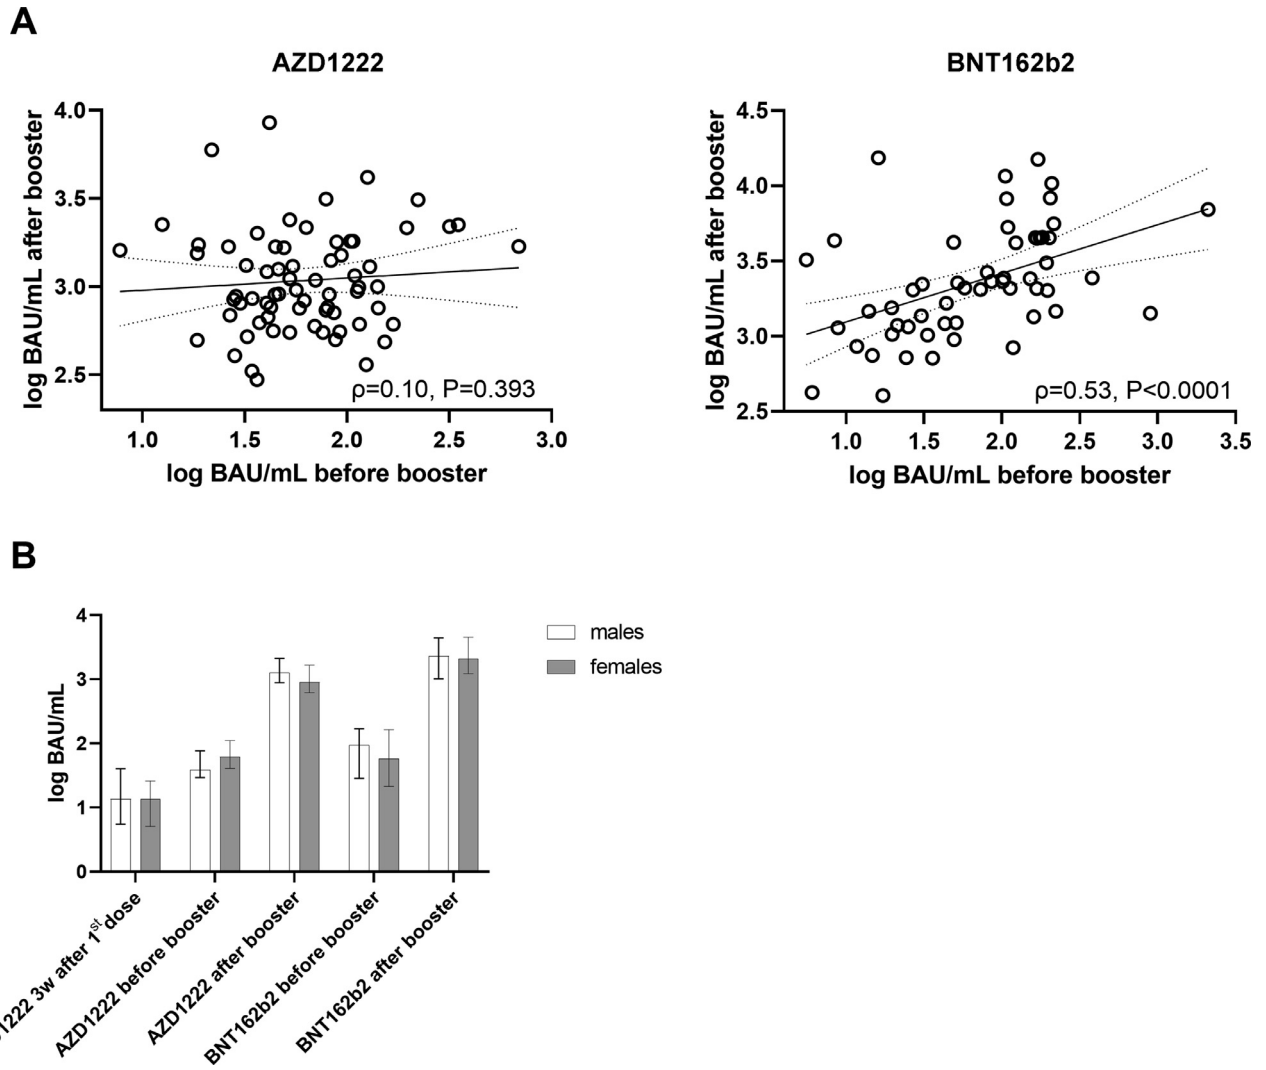 A
AZD1222
BNT162b2
log BAU/mL after booster
4.0
3.5
3.0
2.5
ρ=0.10, P=0.393
1.0 1.5 2.0 2.5 3.0
log BAU/mL before booster
log BAU/mL after booster
4.5
4.0
3.5
3.0
2.5
ρ=0.53, P<0.0001
1.0 1.5 2.0 2.5 3.0 3.5
log BAU/mL before booster
B
log BAU/mL
4
3
2
1
0
males
females
1222 3w after 1st dose
AZD1222 before booster
AZD1222 after booster
BNT162b2 before booster
BNT162b2 after booster